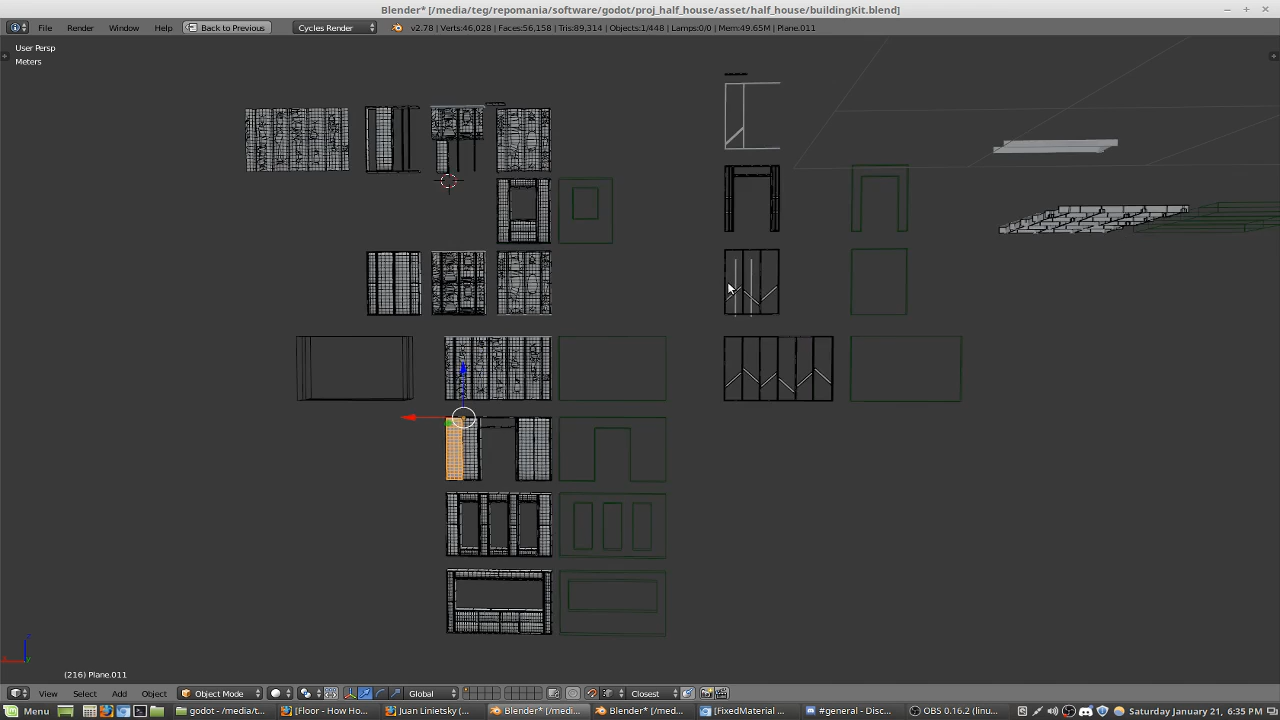 Blender* [/media/teg/repomania/software/godot/proj_half_house/asset/half_house/buildingKit.blend]
File Render Window Help Back to Previous Cycles Render v2.78 | Verts:46,028 | Faces:56,158 | Tris:89,314 | Objects:1/448 | Lamps:0/0 | Mem:49.65M | Plane.011
User Persp
Meters
(216) Plane.011
View Select Add Object Object Mode Global Closest
Menu godot - /media/t... [Floor - How Ho... Juan Linietsky (... Blender* [/medi... Blender* [/med... [FixedMaterial ... #general - Disc... OBS 0.16.2 (linu... Saturday January 21, 6:35 PM